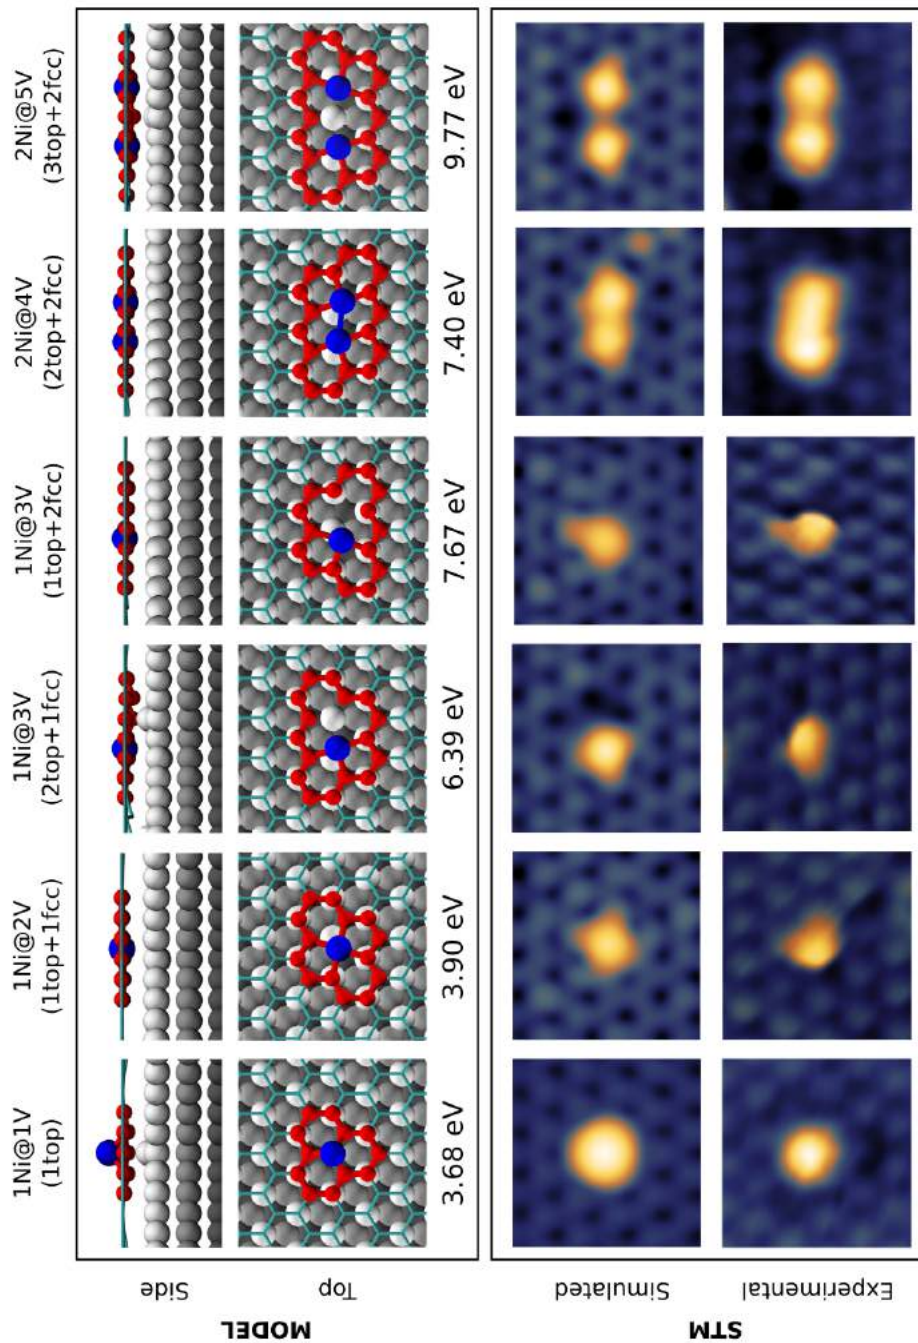 1Ni@1V
(1top)
1Ni@2V
(1top+1fcc)
1Ni@3V
(2top+1fcc)
1Ni@3V
(1top+2fcc)
2Ni@4V
(2top+2fcc)
2Ni@5V
(3top+2fcc)
MODEL
Side
Top
3.68 eV
3.90 eV
6.39 eV
7.67 eV
7.40 eV
9.77 eV
STM
Simulated
Experimental